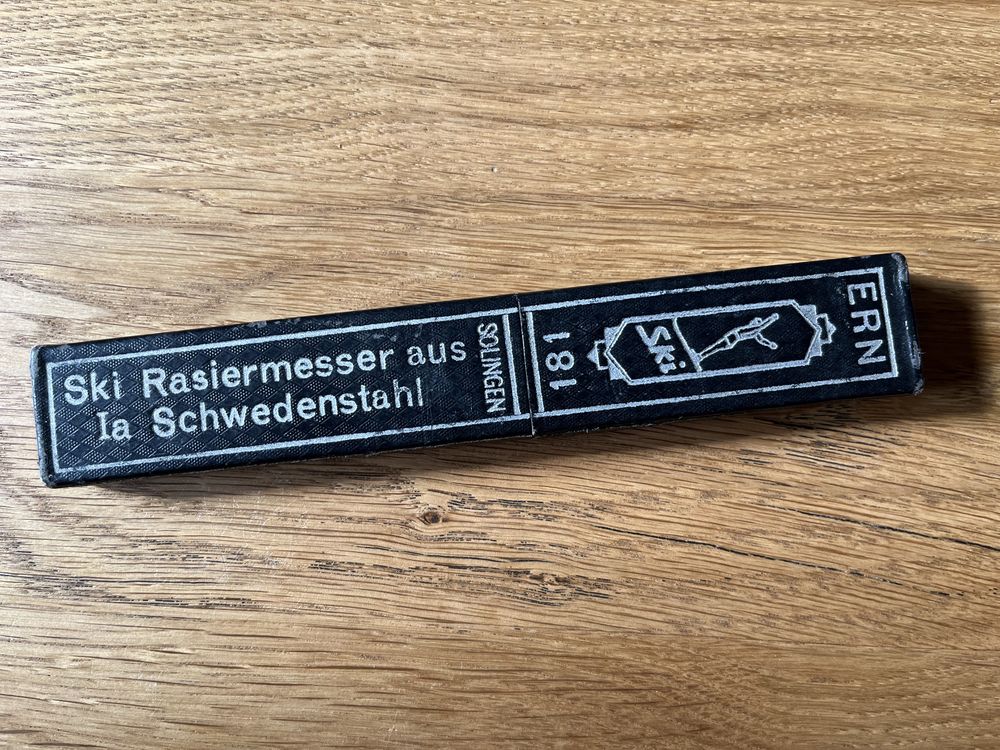 Ski Rasiermesser aus
Ia Schwedenstahl
SOLINGEN
181
Ski
ERN